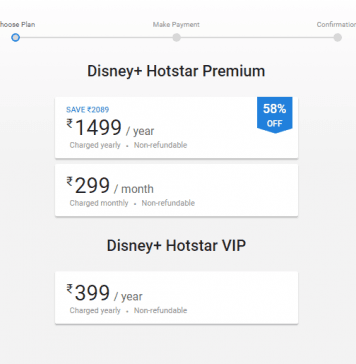 hoose Plan Make Payment Confirmation
Disney+ Hotstar Premium
SAVE ₹2089
58%
OFF
₹1499 / year
Charged yearly • Non-refundable
₹299 / month
Charged monthly • Non-refundable
Disney+ Hotstar VIP
₹399 / year
Charged yearly • Non-refundable